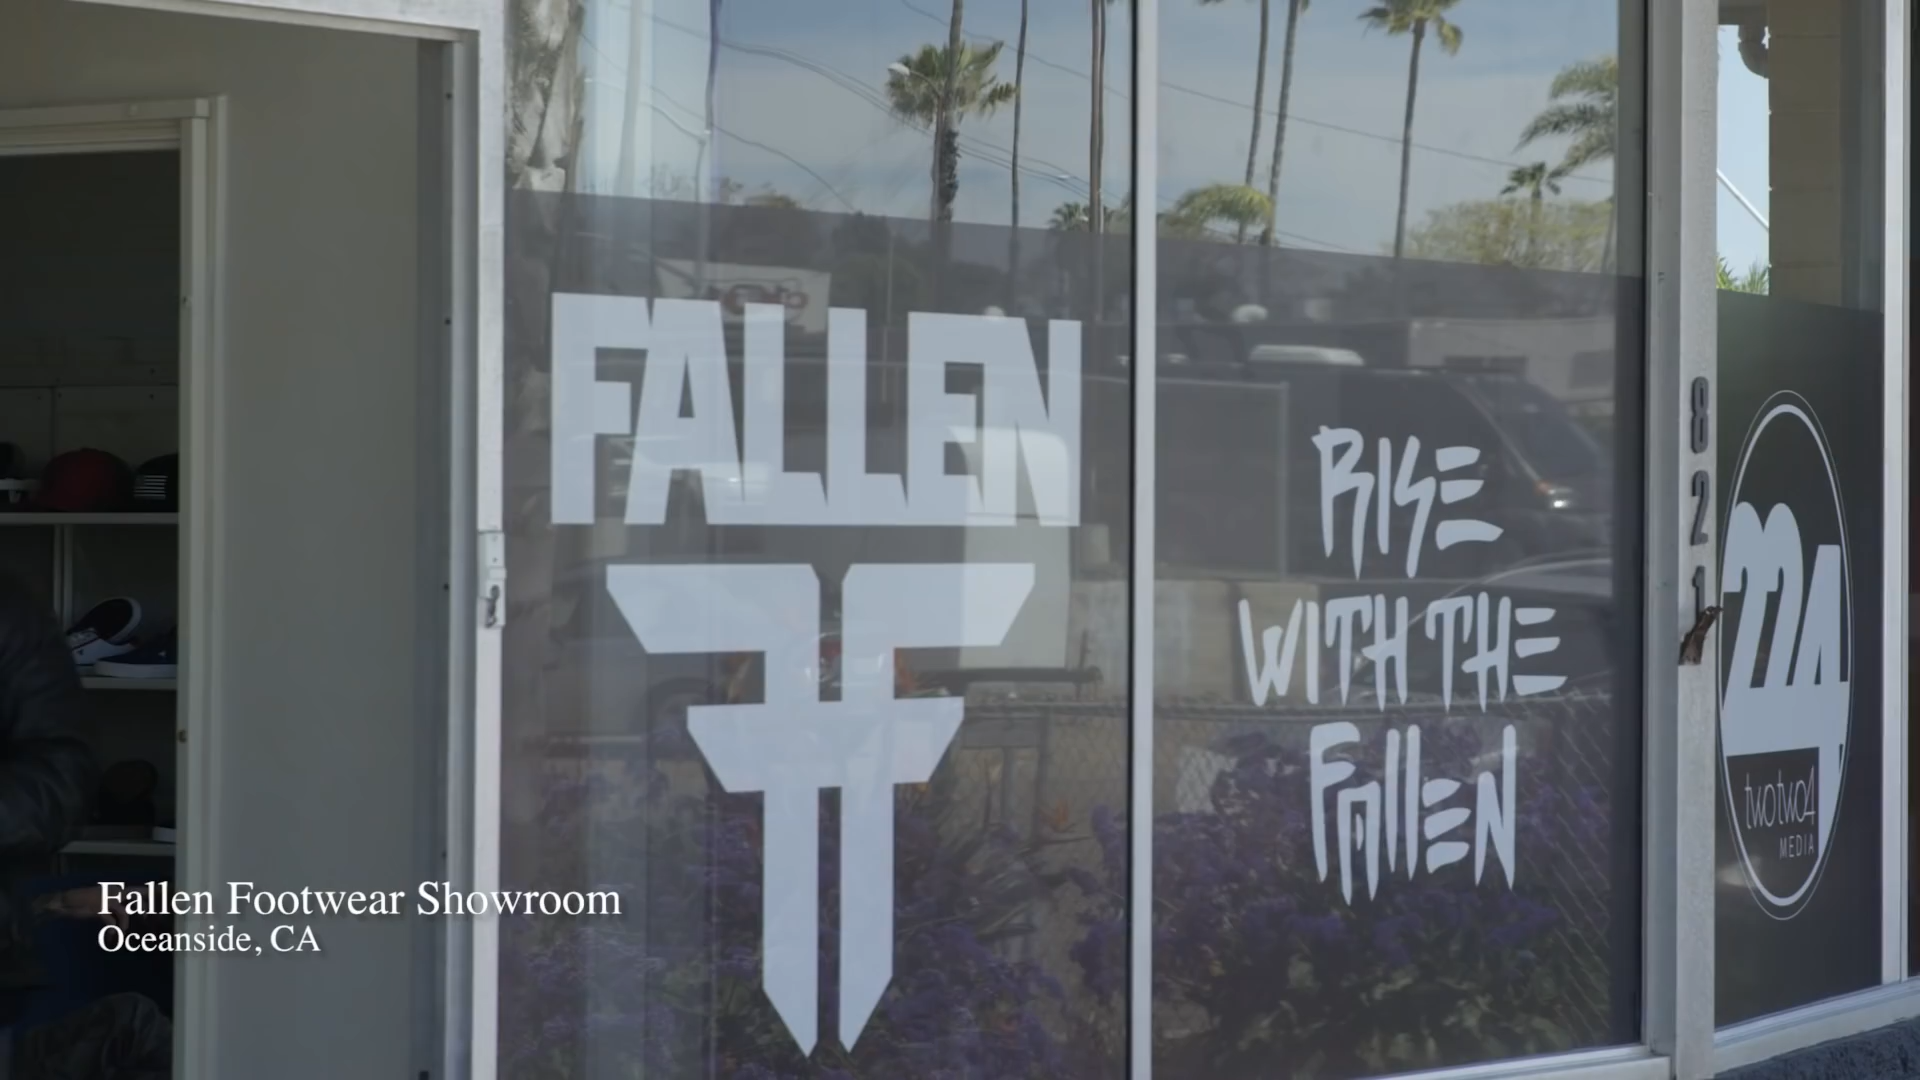 FALLEN
RISE
WITH THE
FALLEN
821
224
twotwo4
MEDIA
Fallen Footwear Showroom
Oceanside, CA